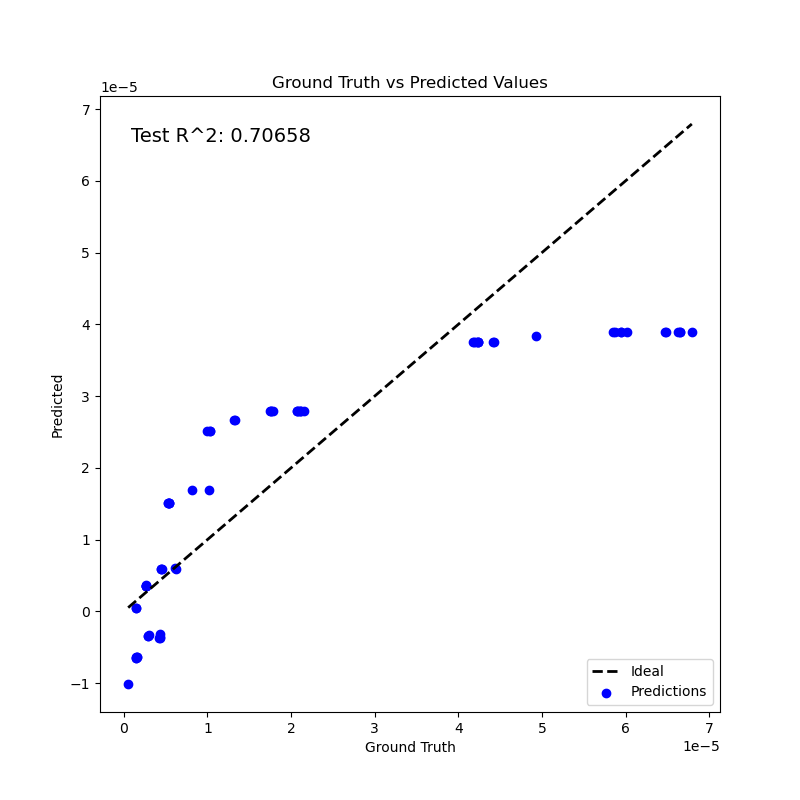 Ground Truth vs Predicted Values
1e−5
Test R^2: 0.70658
7
6
5
4
3
2
1
0
−1
Predicted
Ideal
Predictions
0 1 2 3 4 5 6 7
1e−5
Ground Truth